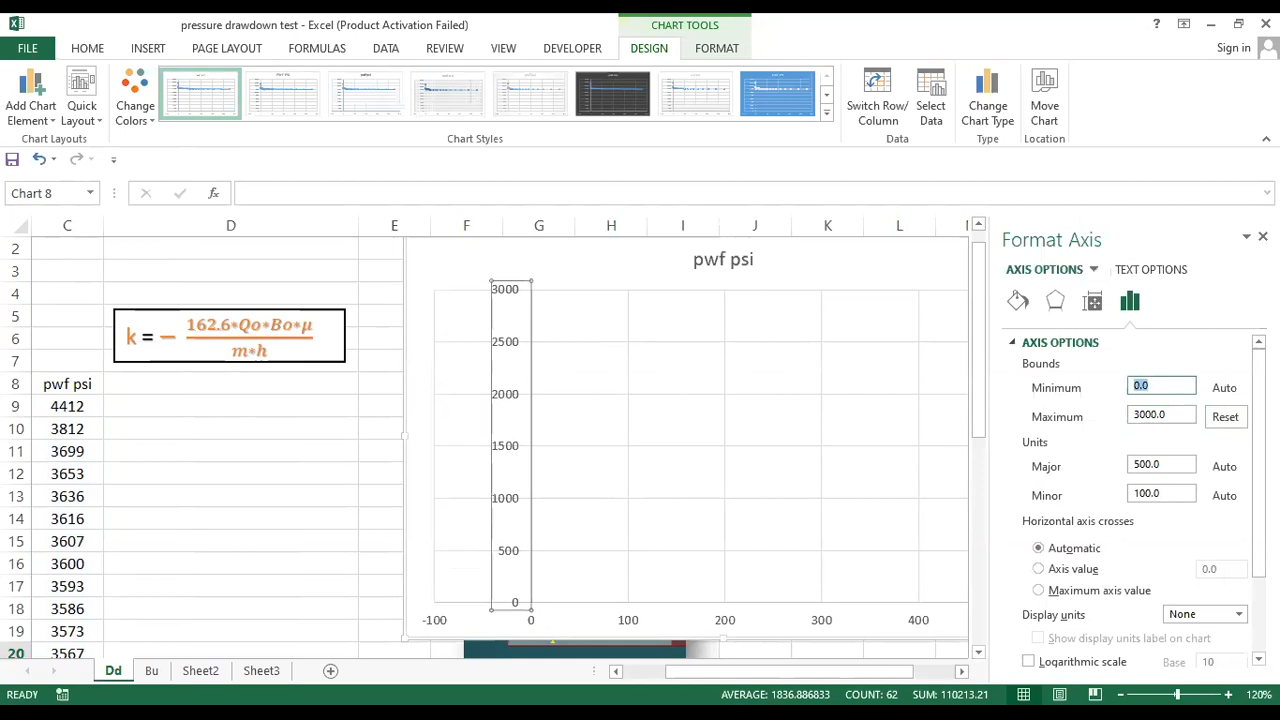 pressure drawdown test - Excel (Product Activation Failed)
CHART TOOLS
FILE HOME INSERT PAGE LAYOUT FORMULAS DATA REVIEW VIEW DEVELOPER DESIGN FORMAT Sign in
Add Chart Element
Quick Layout
Change Colors
Switch Row/ Column
Select Data
Change Chart Type
Move Chart
Chart Layouts Chart Styles Data Type Location
Chart 8 fx
C D E F G H I J K L
2
3
4
5
6
7
k = − 162.6*Qo*Bo*μ
m*h
8 pwf psi
9 4412
10 3812
11 3699
12 3653
13 3636
14 3616
15 3607
16 3600
17 3593
18 3586
19 3573
20 3567
pwf psi
3000
2500
2000
1500
1000
500
0
-100 0 100 200 300 400
Format Axis
AXIS OPTIONS TEXT OPTIONS
AXIS OPTIONS
Bounds
Minimum 0.0 Auto
Maximum 3000.0 Reset
Units
Major 500.0 Auto
Minor 100.0 Auto
Horizontal axis crosses
Automatic
Axis value 0.0
Maximum axis value
Display units None
Show display units label on chart
Logarithmic scale Base 10
Dd Bu Sheet2 Sheet3
READY AVERAGE: 1836.886833 COUNT: 62 SUM: 110213.21 120%